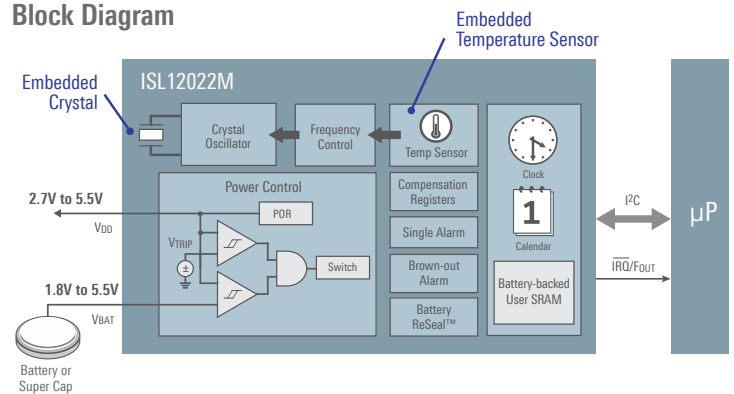 Block Diagram
Embedded
Temperature Sensor
Embedded
Crystal
ISL12022M
Crystal
Oscillator
Frequency
Control
Temp Sensor
Clock
Power Control
POR
VTRIP
±
Switch
Compensation
Registers
Single Alarm
Brown-out
Alarm
Battery
ReSeal™
1
Calendar
Battery-backed
User SRAM
2.7V to 5.5V
VDD
1.8V to 5.5V
VBAT
Battery or
Super Cap
I²C
IRQ/FOUT
µP